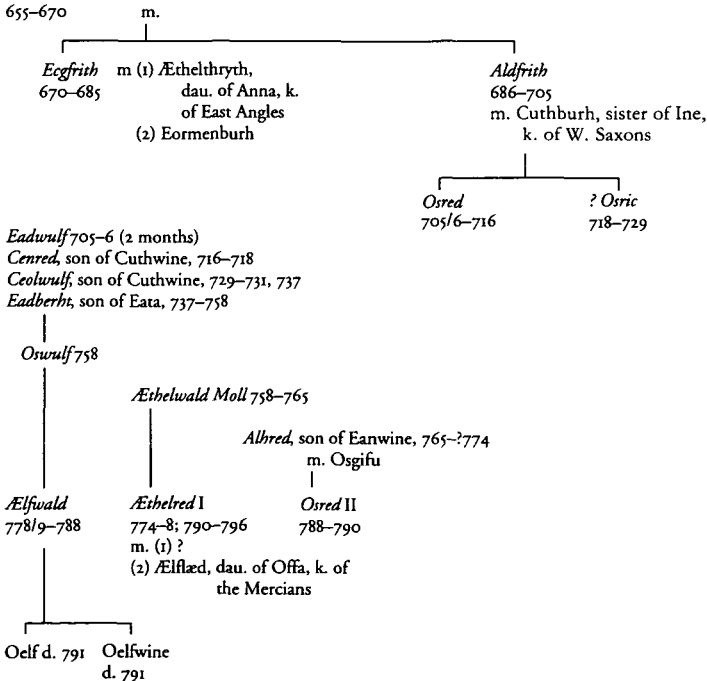 655–670 m.
Ecgfrith m (1) Æthelthryth,
670–685 dau. of Anna, k.
of East Angles
(2) Eormenburh
Aldfrith
686–705
m. Cuthburh, sister of Ine,
k. of W. Saxons
Osred
705/6–716
? Osric
718–729
Eadwulf 705–6 (2 months)
Cenred, son of Cuthwine, 716–718
Ceolwulf, son of Cuthwine, 729–731, 737
Eadberht, son of Eata, 737–758
Oswulf 758
Æthelwald Moll 758–765
Alhred, son of Eanwine, 765–?774
m. Osgifu
Ælfwald
778/9–788
Æthelred I
774–8; 790–796
m. (1) ?
(2) Ælflæd, dau. of Offa, k. of
the Mercians
Osred II
788–790
Oelf d. 791
Oelfwine
d. 791